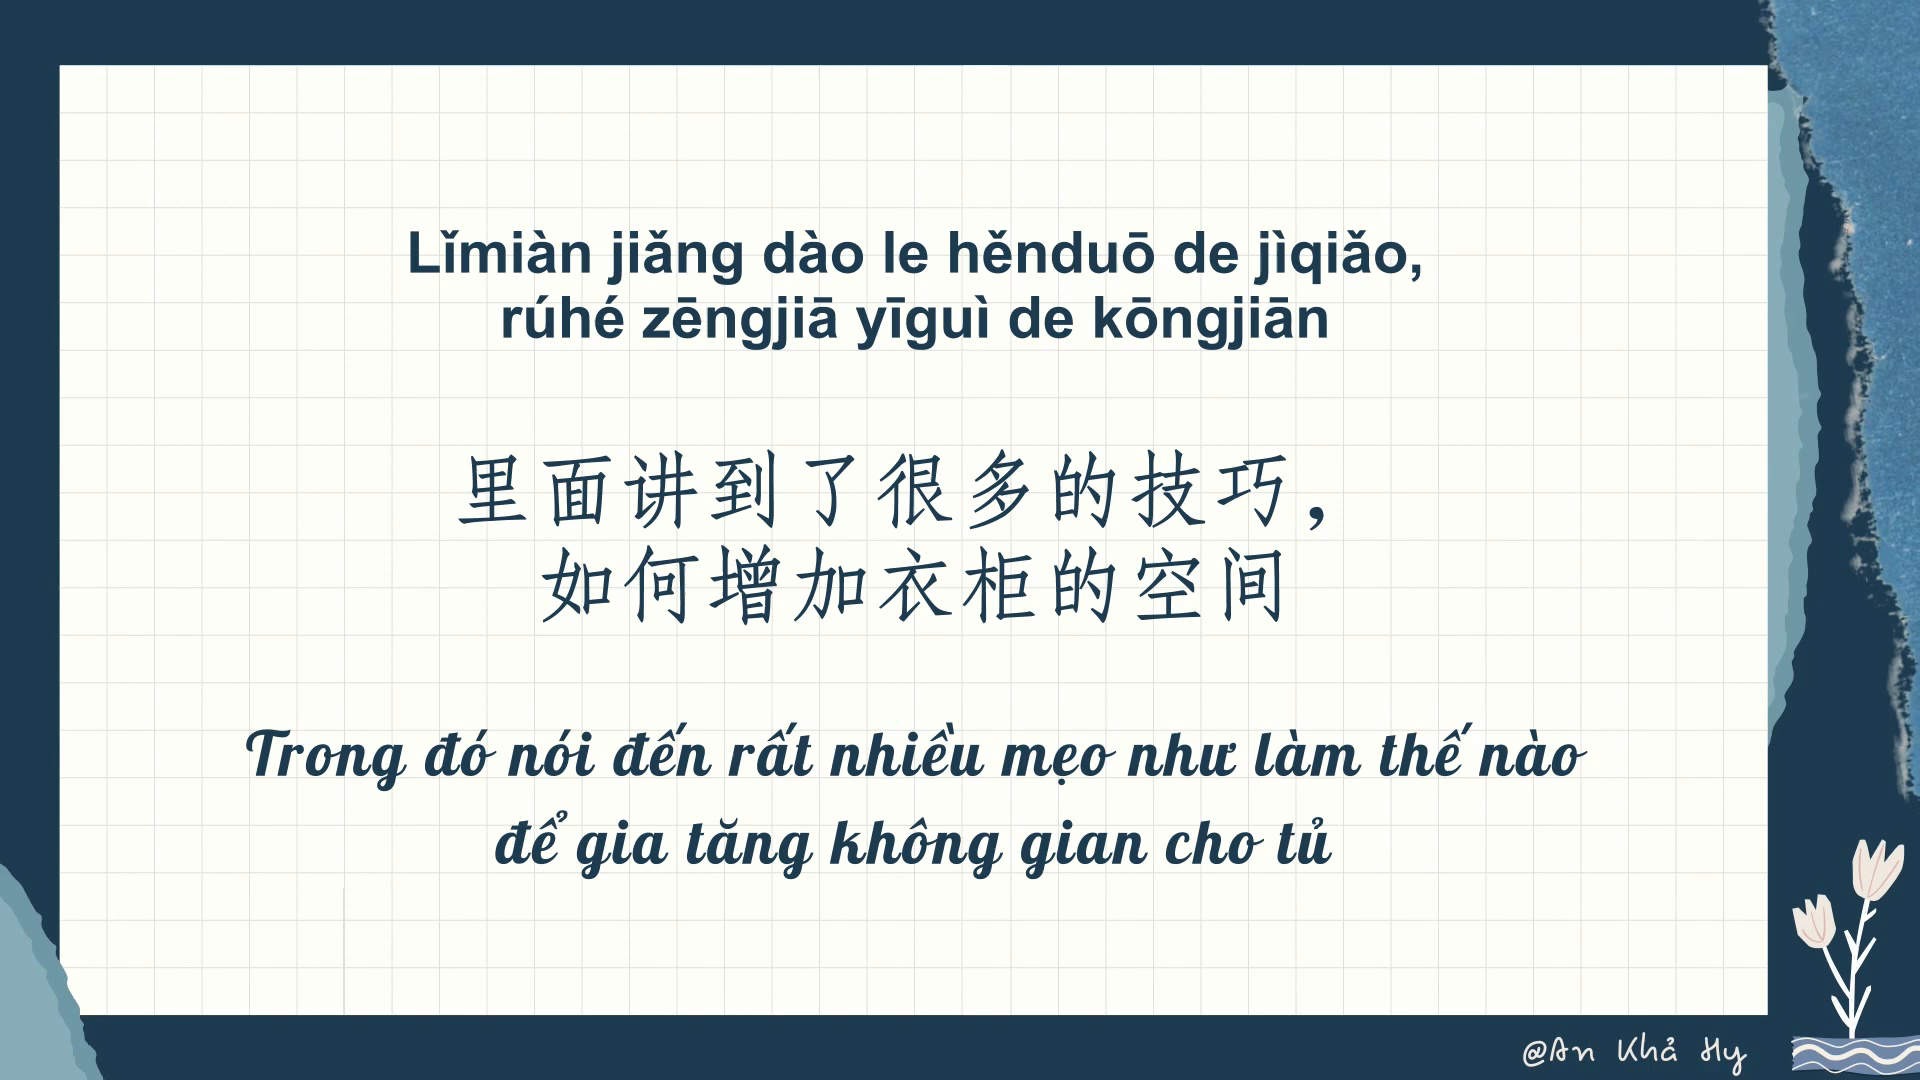 Lǐmiàn jiǎng dào le hěnduō de jìqiǎo,
rúhé zēngjiā yīguì de kōngjiān
里面讲到了很多的技巧，
如何增加衣柜的空间
Trong đó nói đến rất nhiều mẹo như làm thế nào
để gia tăng không gian cho tủ
@An Khả Hy